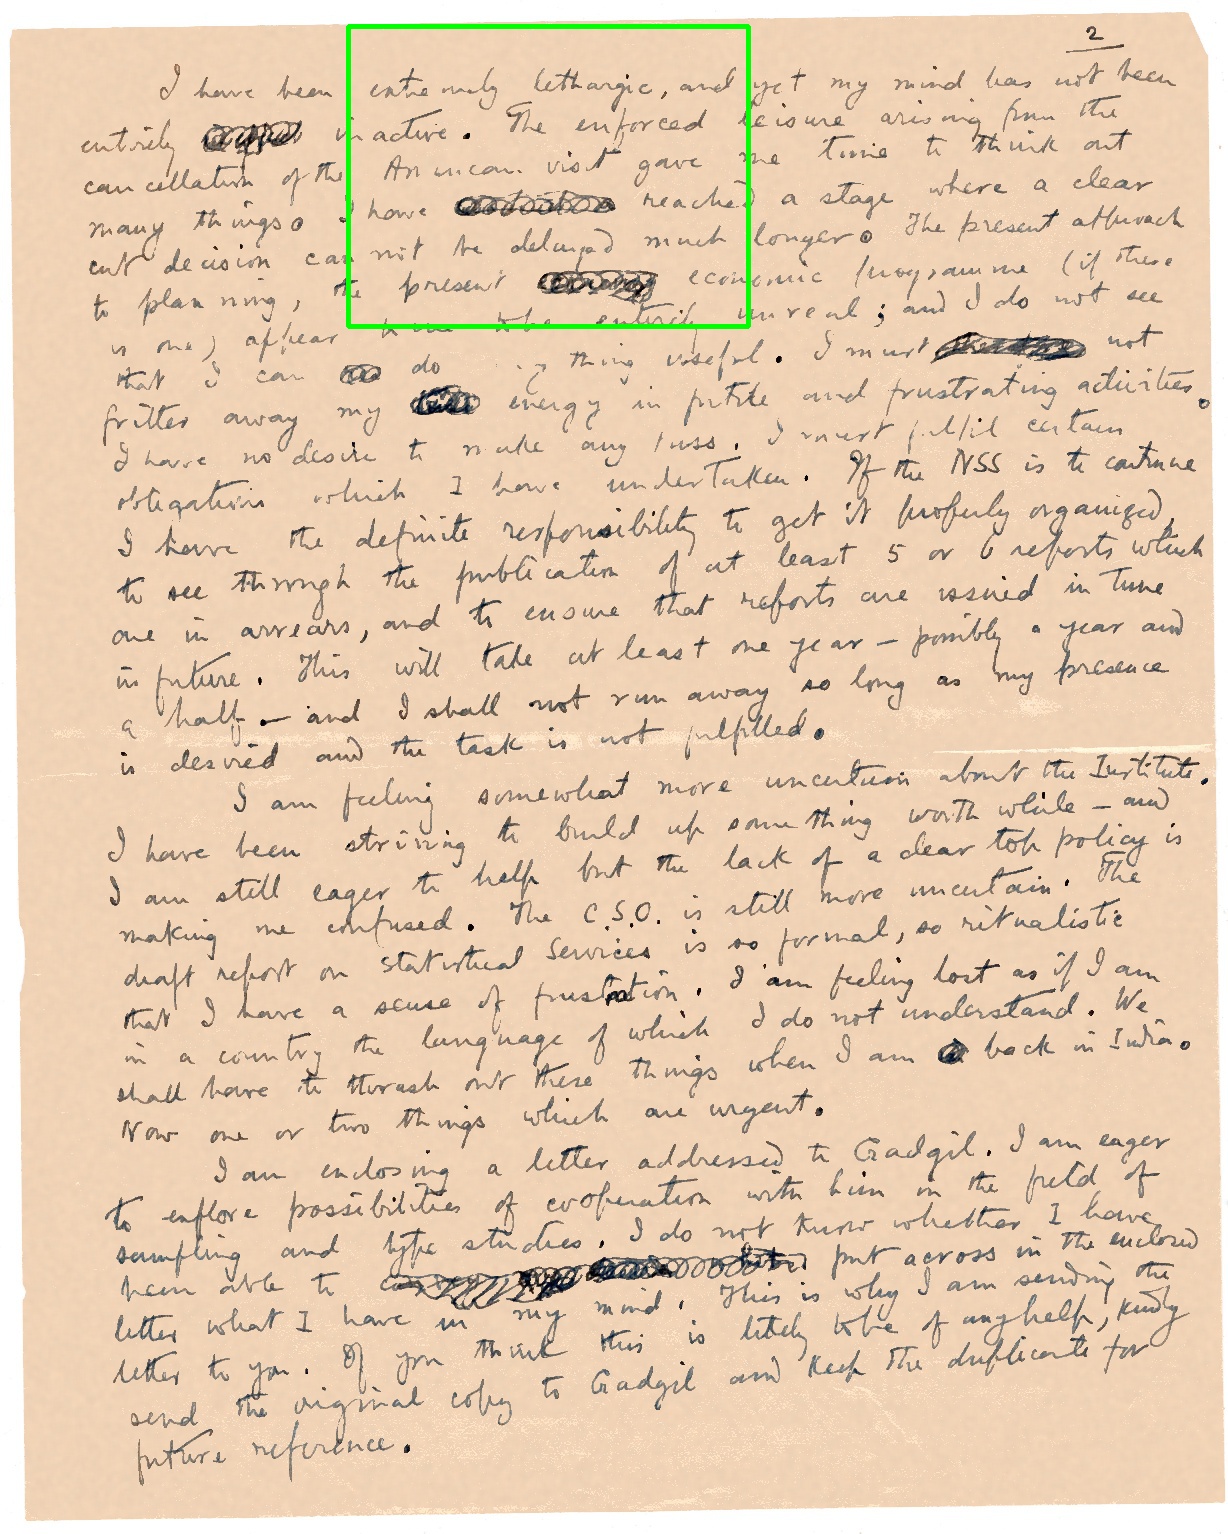 2
I have been extremely lethargic, and yet my mind has not been
entirely inactive. The enforced leisure arising from the
cancellation of the American visit gave me time to think out
many things. I have reached a stage where a clear
cut decision can not be delayed much longer. The present approach
to planning, the present economic programme (if there
is one) appear to me to be entirely unreal; and I do not see
that I can do any thing useful. I must not
fritter away my energy in futile and frustrating activities.
I have no desire to make any fuss. I must fulfil certain
obligations which I have undertaken. If the NSS is to continue
I have the definite responsibility to get it properly organized,
to see through the publication of at least 5 or 6 reports which
are in arrears, and to ensure that reports are issued in time
in future. This will take at least one year - possibly a year and
a half - and I shall not run away so long as my presence
is desired and the task is not fulfilled.
I am feeling somewhat more uncertain about the Institute.
I have been striving to build up something worth while - and
I am still eager to help but the lack of a clear top policy is
making me confused. The C.S.O. is still more uncertain. The
draft report on statistical services is so formal, so ritualistic
that I have a sense of frustation. I am feeling lost as if I am
in a country the language of which I do not understand. We
shall have to thrash out these things when I am back in India.
Now one or two things which are urgent.
I am enclosing a letter addressed to Gadgil. I am eager
to explore possibilities of cooperation with him in the field of
sampling and type studies. I do not know whether I have
been able to put across in the enclosed
letter what I have in my mind. This is why I am sending the
letter to you. If you think this is likely to be of any help, kindly
send the original copy to Gadgil and keep the duplicate for
future reference.